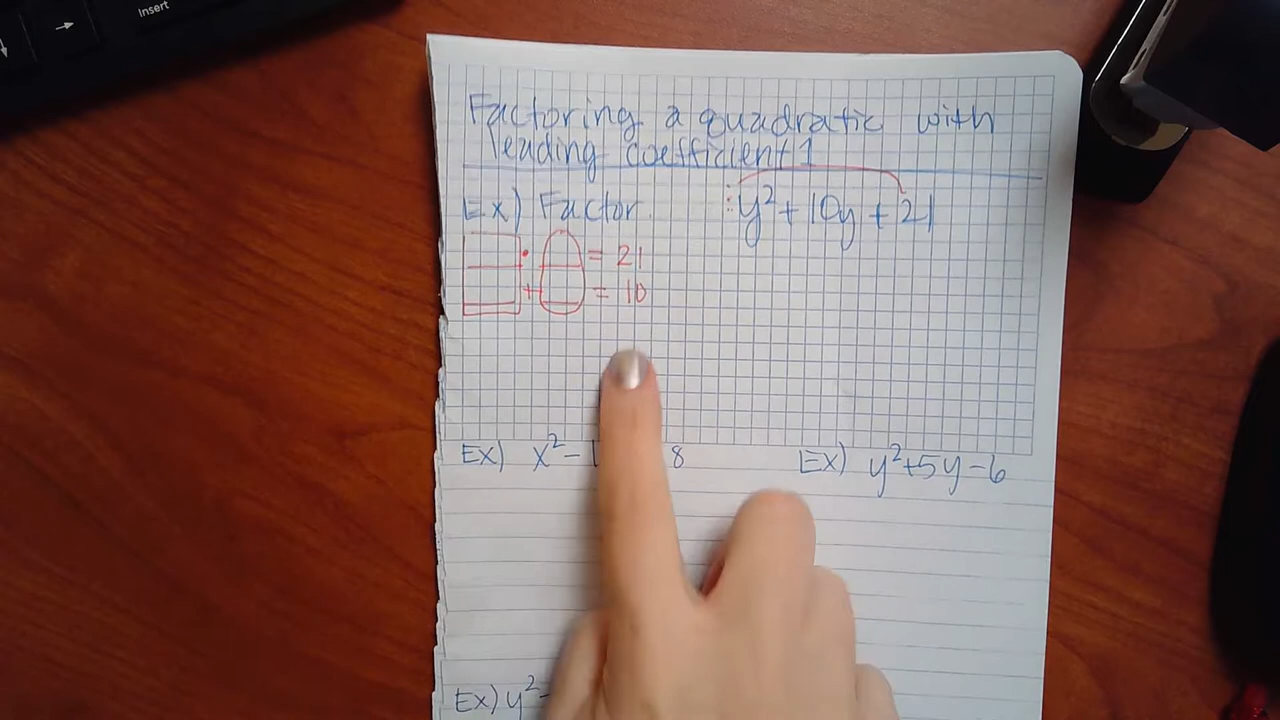 Insert
Factoring a quadratic with
leading coefficient 1
Ex) Factor : y² + 10y + 21
· = 21
+ = 10
Ex) x² - 8
Ex) y² + 5y - 6
Ex) y² -